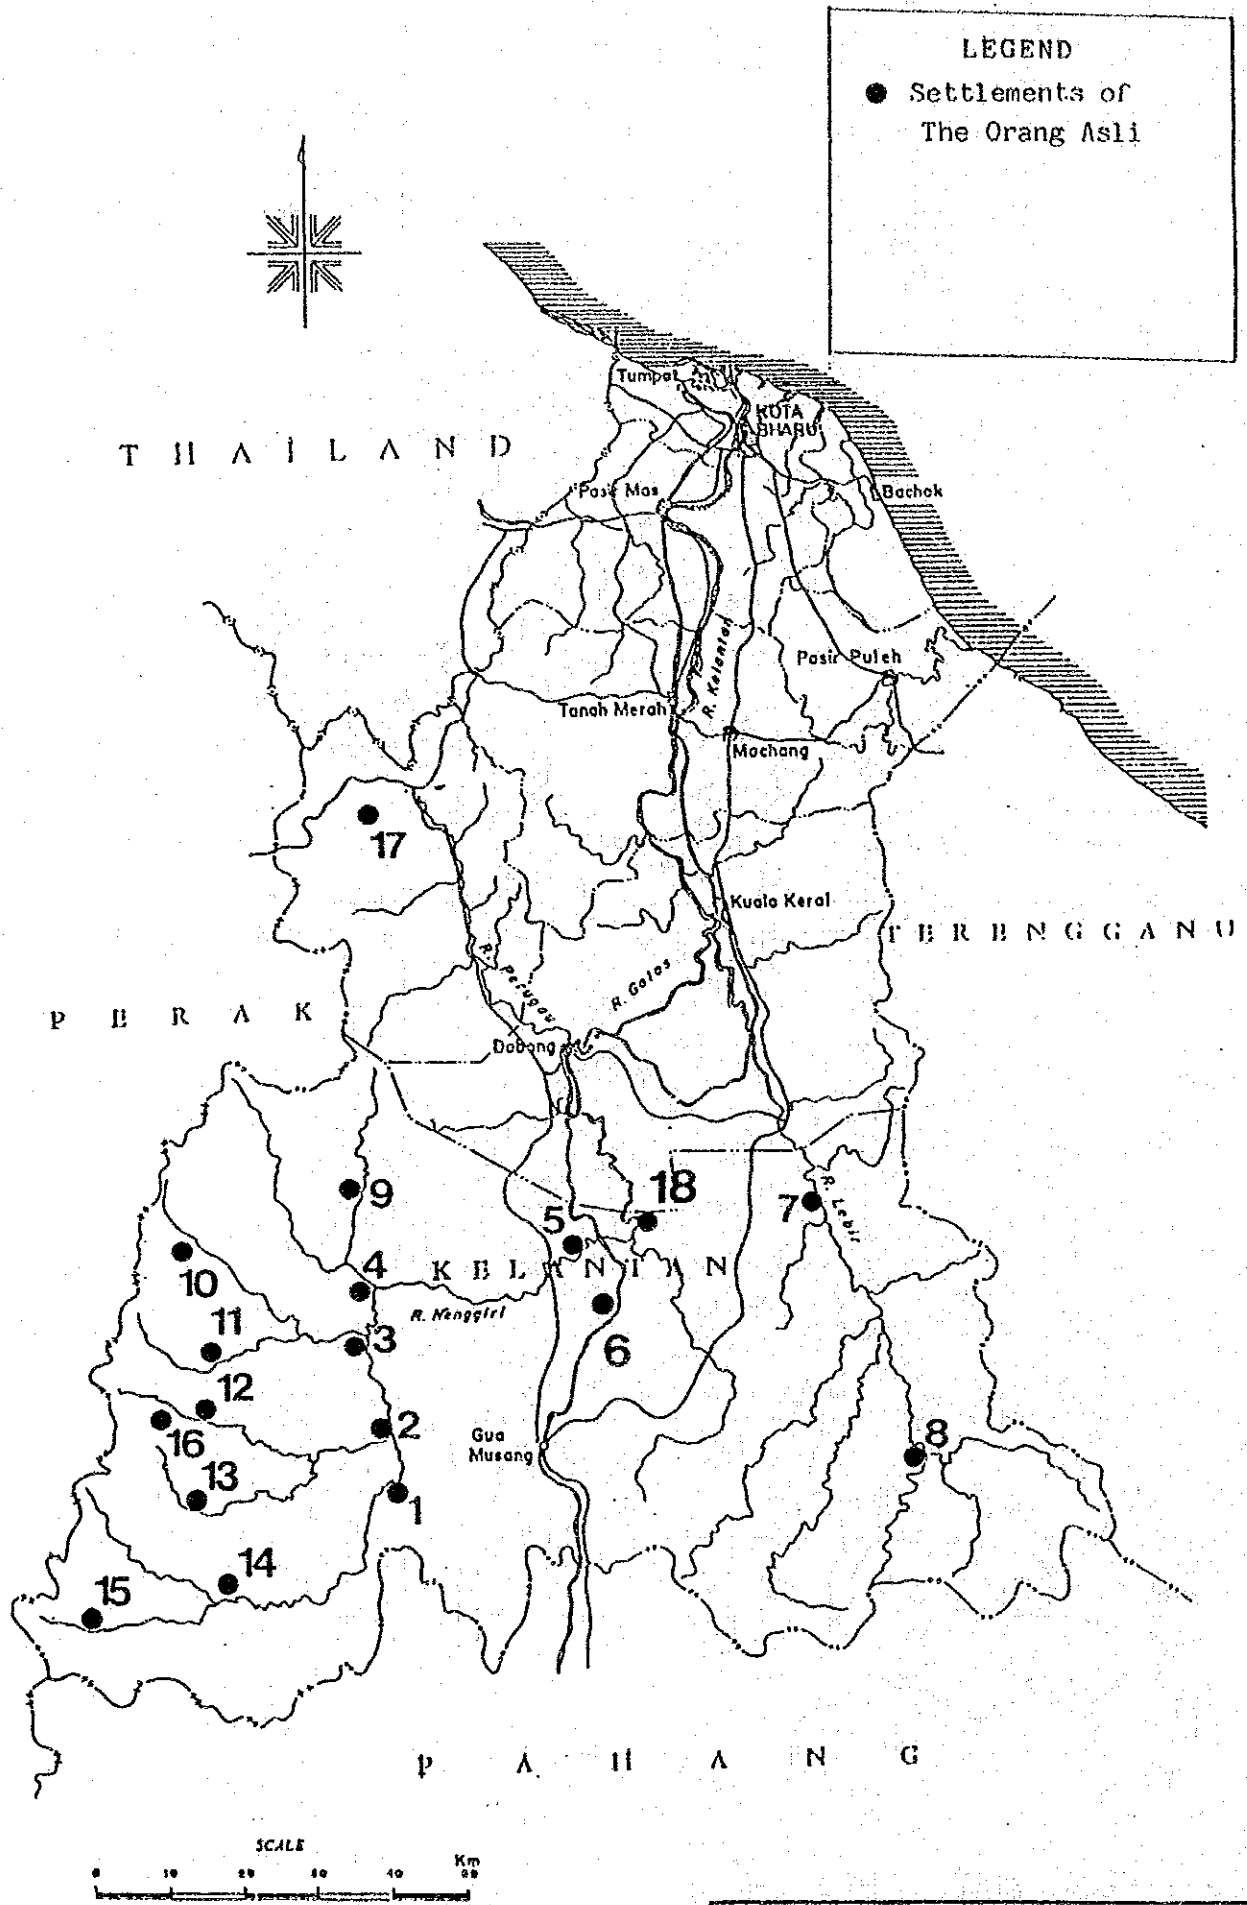 LEGEND
Settlements of
The Orang Asli
Tumpat
KOTA
BHARU
THAILAND
Pasir Mas
Bachok
R. Kelantan
Pasir Puteh
Tanah Merah
Machang
17
Kuala Kerai
TERENGGANU
R. Pergau
R. Galas
PERAK
Dabong
9
18
7
R. Lebir
5
10
4
KELANTAN
R. Nenggiri
11
3
6
12
16
2
Gua
Musang
8
13
1
14
15
PAHANG
SCALE
Km
0 10 20 30 40 50